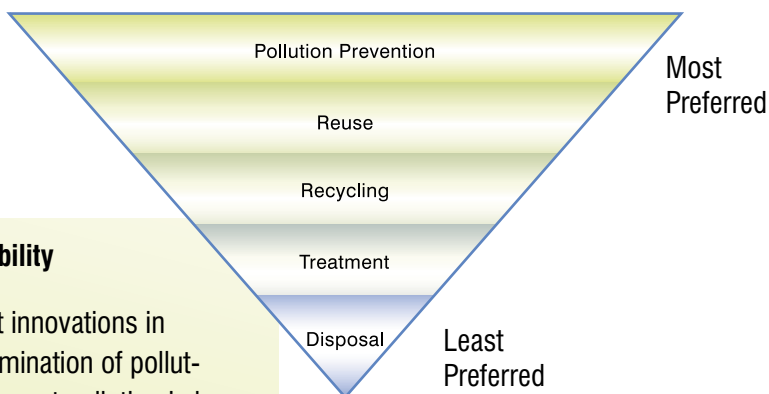 Pollution Prevention
Most
Preferred
Reuse
Recycling
Treatment
Disposal
Least
Preferred
bility
t innovations in
mination of pollut-